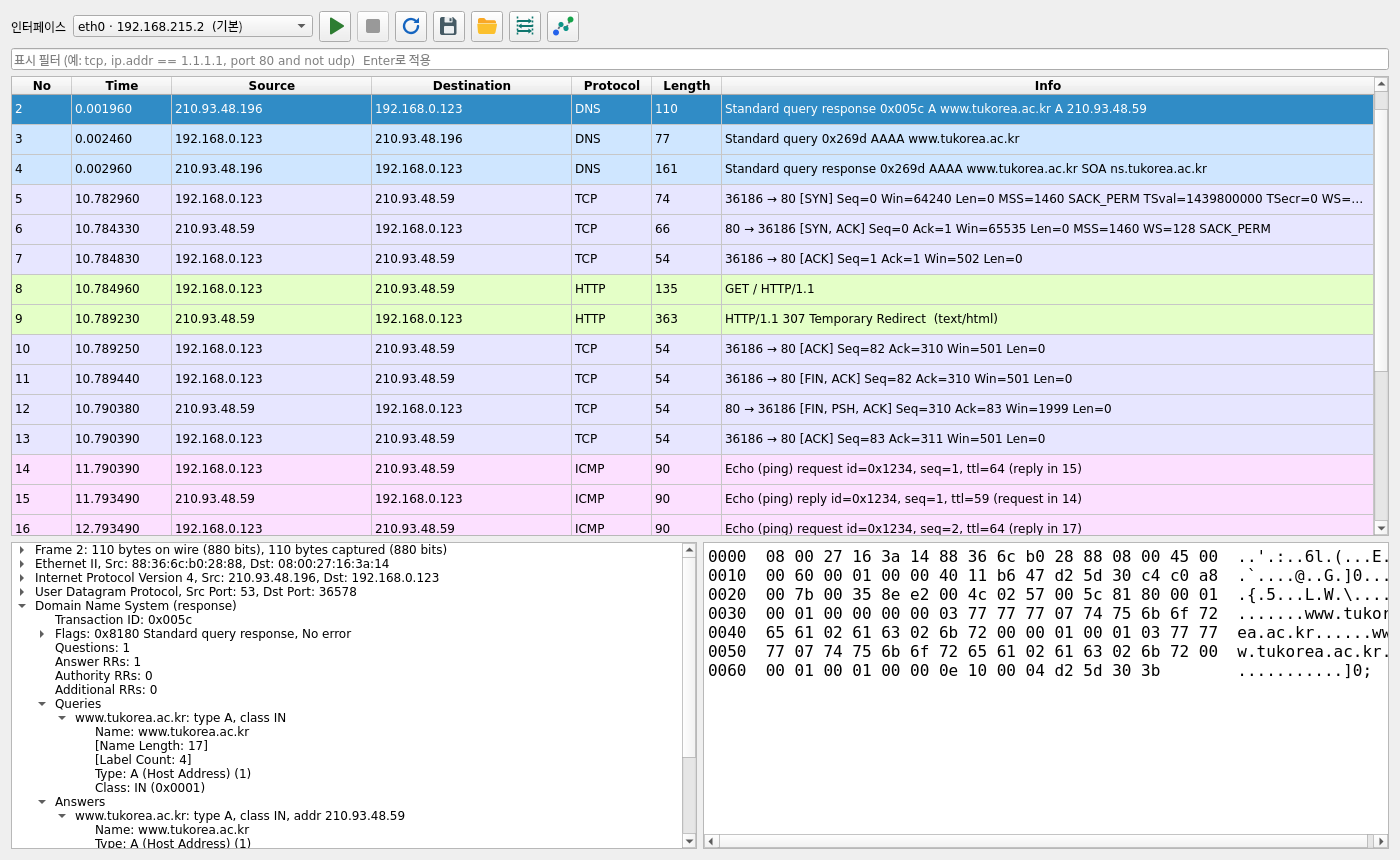 인터페이스 eth0 · 192.168.215.2 (기본)
표시 필터 (예: tcp, ip.addr == 1.1.1.1, port 80 and not udp) Enter로 적용
No Time Source Destination Protocol Length Info
2 0.001960 210.93.48.196 192.168.0.123 DNS 110 Standard query response 0x005c A www.tukorea.ac.kr A 210.93.48.59
3 0.002460 192.168.0.123 210.93.48.196 DNS 77 Standard query 0x269d AAAA www.tukorea.ac.kr
4 0.002960 210.93.48.196 192.168.0.123 DNS 161 Standard query response 0x269d AAAA www.tukorea.ac.kr SOA ns.tukorea.ac.kr
5 10.782960 192.168.0.123 210.93.48.59 TCP 74 36186 → 80 [SYN] Seq=0 Win=64240 Len=0 MSS=1460 SACK_PERM TSval=1439800000 TSecr=0 WS=...
6 10.784330 210.93.48.59 192.168.0.123 TCP 66 80 → 36186 [SYN, ACK] Seq=0 Ack=1 Win=65535 Len=0 MSS=1460 WS=128 SACK_PERM
7 10.784830 192.168.0.123 210.93.48.59 TCP 54 36186 → 80 [ACK] Seq=1 Ack=1 Win=502 Len=0
8 10.784960 192.168.0.123 210.93.48.59 HTTP 135 GET / HTTP/1.1
9 10.789230 210.93.48.59 192.168.0.123 HTTP 363 HTTP/1.1 307 Temporary Redirect (text/html)
10 10.789250 192.168.0.123 210.93.48.59 TCP 54 36186 → 80 [ACK] Seq=82 Ack=310 Win=501 Len=0
11 10.789440 192.168.0.123 210.93.48.59 TCP 54 36186 → 80 [FIN, ACK] Seq=82 Ack=310 Win=501 Len=0
12 10.790380 210.93.48.59 192.168.0.123 TCP 54 80 → 36186 [FIN, PSH, ACK] Seq=310 Ack=83 Win=1999 Len=0
13 10.790390 192.168.0.123 210.93.48.59 TCP 54 36186 → 80 [ACK] Seq=83 Ack=311 Win=501 Len=0
14 11.790390 192.168.0.123 210.93.48.59 ICMP 90 Echo (ping) request id=0x1234, seq=1, ttl=64 (reply in 15)
15 11.793490 210.93.48.59 192.168.0.123 ICMP 90 Echo (ping) reply id=0x1234, seq=1, ttl=59 (request in 14)
16 12.793490 192.168.0.123 210.93.48.59 ICMP 90 Echo (ping) request id=0x1234, seq=2, ttl=64 (reply in 17)
Frame 2: 110 bytes on wire (880 bits), 110 bytes captured (880 bits)
Ethernet II, Src: 88:36:6c:b0:28:88, Dst: 08:00:27:16:3a:14
Internet Protocol Version 4, Src: 210.93.48.196, Dst: 192.168.0.123
User Datagram Protocol, Src Port: 53, Dst Port: 36578
Domain Name System (response)
Transaction ID: 0x005c
Flags: 0x8180 Standard query response, No error
Questions: 1
Answer RRs: 1
Authority RRs: 0
Additional RRs: 0
Queries
www.tukorea.ac.kr: type A, class IN
Name: www.tukorea.ac.kr
[Name Length: 17]
[Label Count: 4]
Type: A (Host Address) (1)
Class: IN (0x0001)
Answers
www.tukorea.ac.kr: type A, class IN, addr 210.93.48.59
Name: www.tukorea.ac.kr
Type: A (Host Address) (1)
0000 08 00 27 16 3a 14 88 36 6c b0 28 88 08 00 45 00 ..'.:..6l.(...E.
0010 00 60 00 01 00 00 40 11 b6 47 d2 5d 30 c4 c0 a8 .`....@..G.]0...
0020 00 7b 00 35 8e e2 00 4c 02 57 00 5c 81 80 00 01 .{.5...L.W.\....
0030 00 01 00 00 00 00 03 77 77 77 07 74 75 6b 6f 72 .......www.tukor
0040 65 61 02 61 63 02 6b 72 00 00 01 00 01 03 77 77 ea.ac.kr......ww
0050 77 07 74 75 6b 6f 72 65 61 02 61 63 02 6b 72 00 w.tukorea.ac.kr.
0060 00 01 00 01 00 00 0e 10 00 04 d2 5d 30 3b ...........]0;